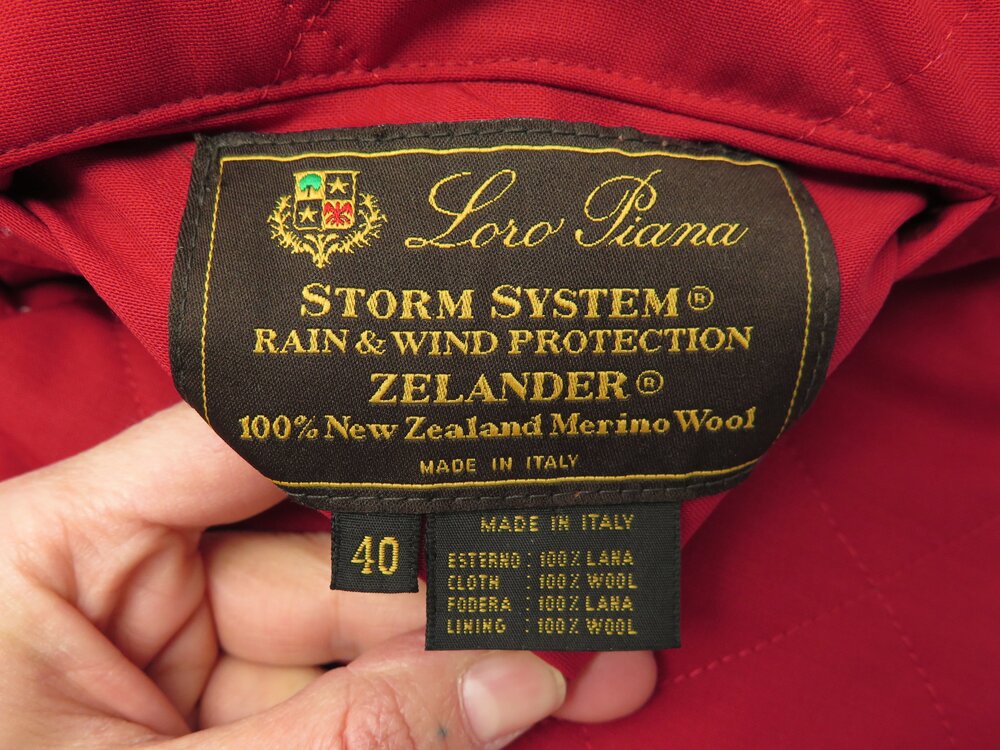 Loro Piana
STORM SYSTEM®
RAIN & WIND PROTECTION
ZELANDER®
100% New Zealand Merino Wool
MADE IN ITALY
40
MADE IN ITALY
ESTERNO : 100% LANA
CLOTH : 100% WOOL
FODERA : 100% LANA
LINING : 100% WOOL